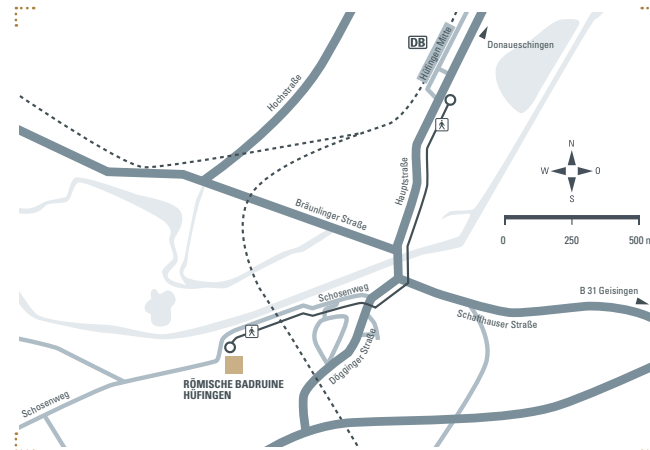 DB
Hüfingen Mitte
Donaueschingen
Hochstraße
N
W
O
S
Hauptstraße
Bräunlinger Straße
0
250
500 m
B 31 Geisingen
Schosenweg
Schaffhauser Straße
Dögginger Straße
RÖMISCHE BADRUINE
HÜFINGEN
Schosenweg